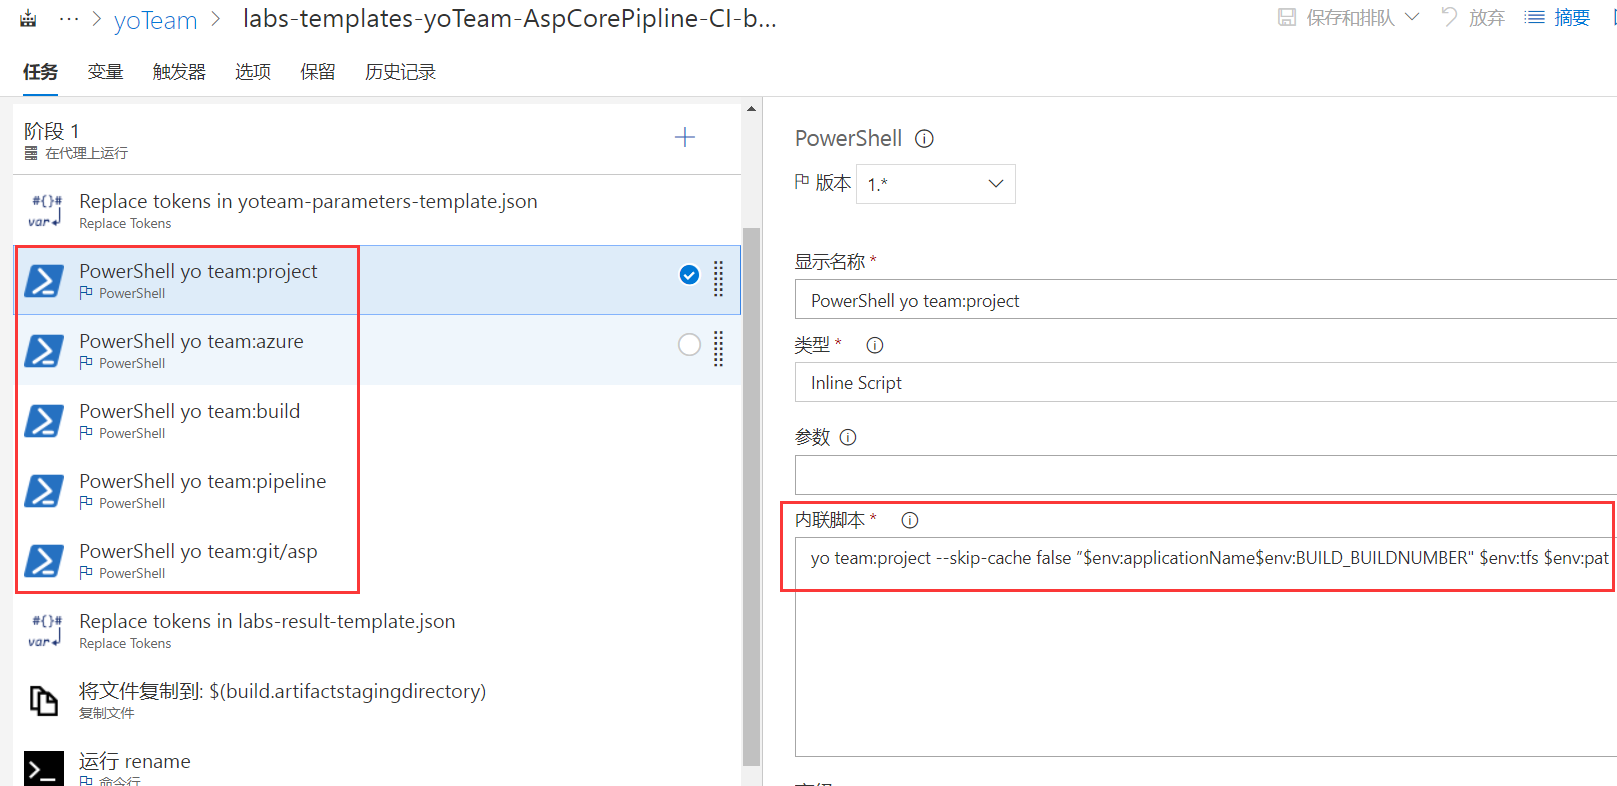 ··· > yoTeam > labs-templates-yoTeam-AspCorePipline-CI-b...
保存和排队 放弃 摘要
任务 变量 触发器 选项 保留 历史记录
阶段 1
在代理上运行
Replace tokens in yoteam-parameters-template.json
Replace Tokens
PowerShell yo team:project
PowerShell
PowerShell yo team:azure
PowerShell
PowerShell yo team:build
PowerShell
PowerShell yo team:pipeline
PowerShell
PowerShell yo team:git/asp
PowerShell
Replace tokens in labs-result-template.json
Replace Tokens
将文件复制到: $(build.artifactstagingdirectory)
复制文件
运行 rename
命令行
PowerShell
版本 1.*
显示名称 *
PowerShell yo team:project
类型 *
Inline Script
参数
内联脚本 *
yo team:project --skip-cache false "$env:applicationName$env:BUILD_BUILDNUMBER" $env:tfs $env:pat